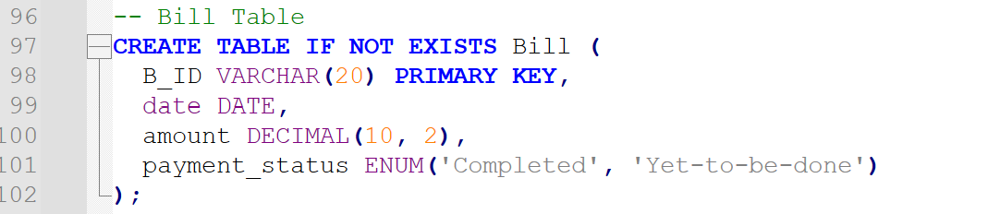 96 -- Bill Table
97 CREATE TABLE IF NOT EXISTS Bill (
98 B_ID VARCHAR(20) PRIMARY KEY,
99 date DATE,
100 amount DECIMAL(10, 2),
101 payment_status ENUM('Completed', 'Yet-to-be-done')
102 );